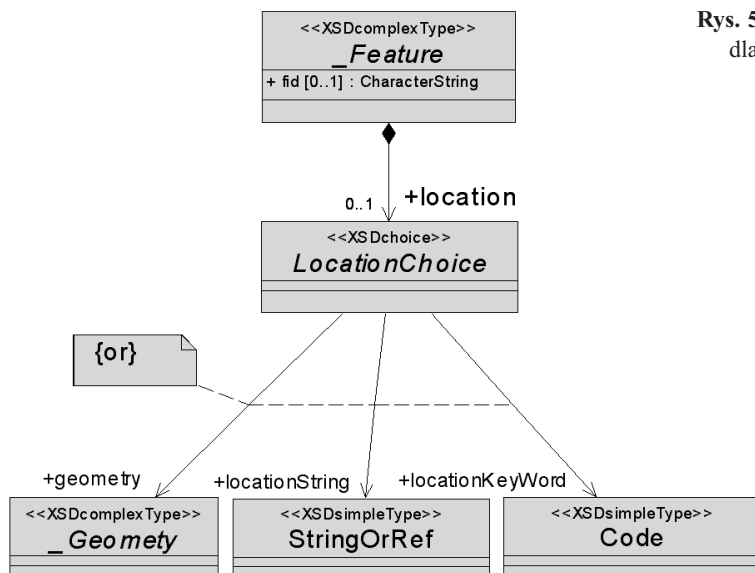 Rys. 5
dla
<<XSDcomplexType>>
_Feature
+ fid [0..1] : CharacterString
0..1
+location
<<XSDchoice>>
LocationChoice
{or}
+geometry
+locationString
+locationKeyWord
<<XSDcomplexType>>
_Geomety
<<XSDsimpleType>>
StringOrRef
<<XSDsimpleType>>
Code